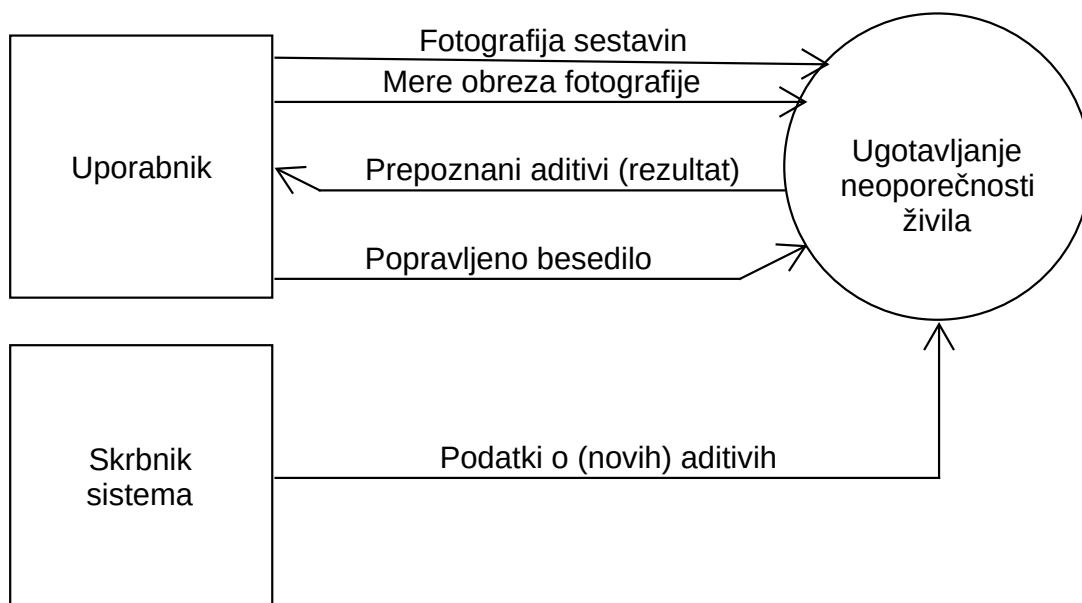 Fotografija sestavin
Mere obreza fotografije
Uporabnik
Prepoznani aditivi (rezultat)
Ugotavljanje
neoporečnosti
živila
Popravljeno besedilo
Skrbnik
sistema
Podatki o (novih) aditivih